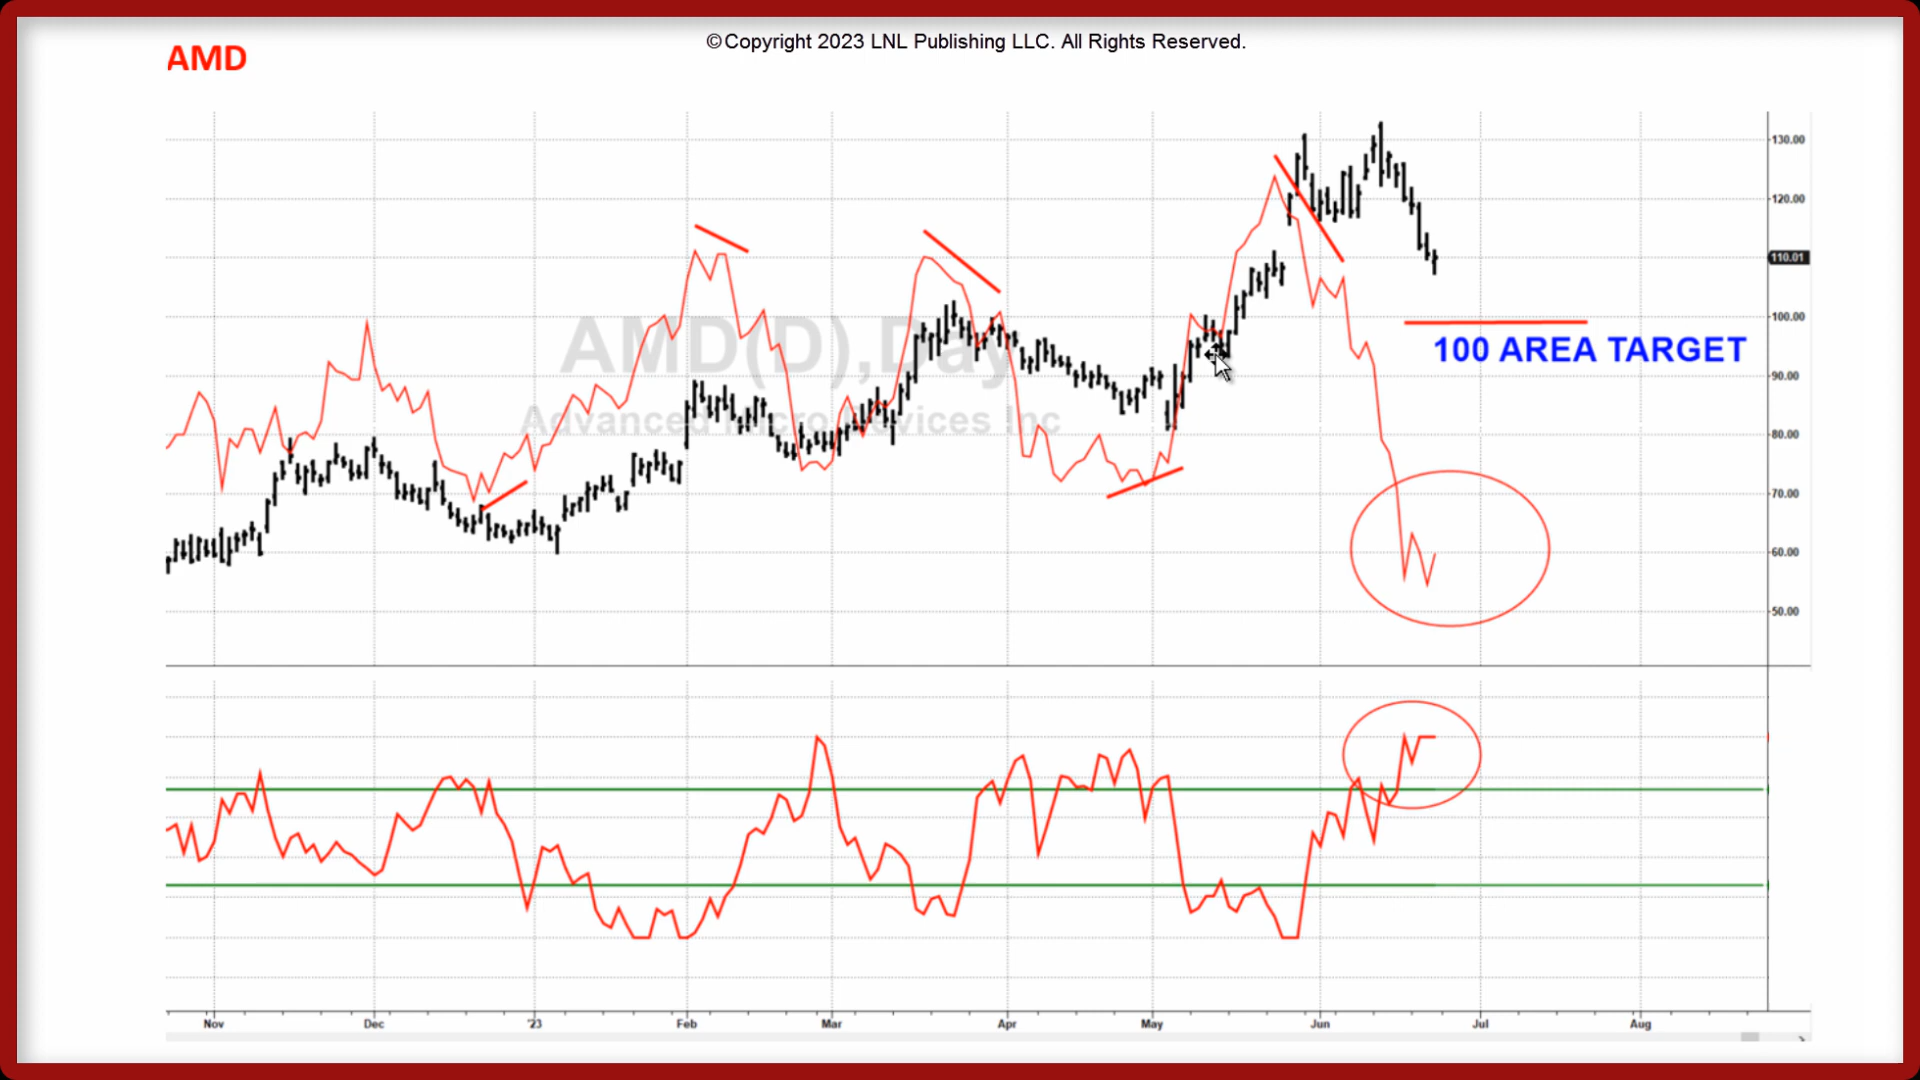 ©Copyright 2023 LNL Publishing LLC. All Rights Reserved.
AMD
AMD(D),Day
Advanced Micro Devices Inc
130.00
120.00
110.01
100.00
100 AREA TARGET
90.00
80.00
70.00
60.00
50.00
Nov Dec '23 Feb Mar Apr May Jun Jul Aug